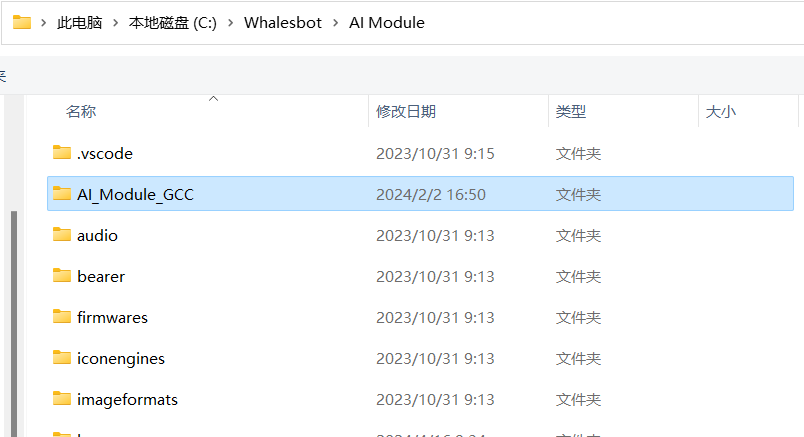 此电脑 > 本地磁盘 (C:) > Whalesbot > AI Module
夹
名称 修改日期 类型 大小
.vscode 2023/10/31 9:15 文件夹
AI_Module_GCC 2024/2/2 16:50 文件夹
audio 2023/10/31 9:13 文件夹
bearer 2023/10/31 9:13 文件夹
firmwares 2023/10/31 9:13 文件夹
iconengines 2023/10/31 9:13 文件夹
imageformats 2023/10/31 9:13 文件夹